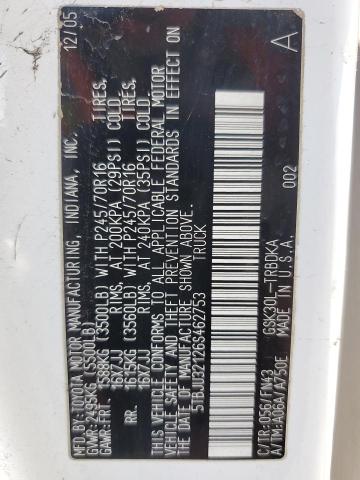 MFD.BY:TOYOTA MOTOR MANUFACTURING, INDIANA, INC. 12/05
GVWR: 2495KG (5500LB)
GAWR:FRT. 1588KG (3500LB) WITH P245/70R16 TIRES,
16X7JJ RIMS, AT 200KPA (29PSI) COLD.
RR. 1615KG (3560LB) WITH P245/70R16 TIRES,
16X7JJ RIMS, AT 240KPA (35PSI) COLD.
THIS VEHICLE CONFORMS TO ALL APPLICABLE FEDERAL MOTOR
VEHICLE SAFETY AND THEFT PREVENTION STANDARDS IN EFFECT
ON THE DATE OF MANUFACTURE SHOWN ABOVE.
5TBJU32126S462753 TRUCK
A
002
C/TR:056/FN43 GSK30L-TRBDKA
A/TM:A06A/A750E MADE IN U.S.A.